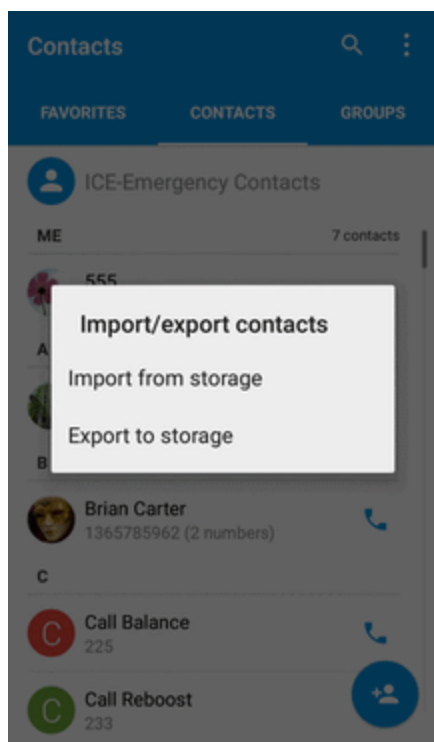 Contacts
FAVORITES CONTACTS GROUPS
ICE-Emergency Contacts
ME 7 contacts
555
Import/export contacts
A
Import from storage
Export to storage
B
Brian Carter
1365785962 (2 numbers)
C
C Call Balance
225
C Call Reboost
233